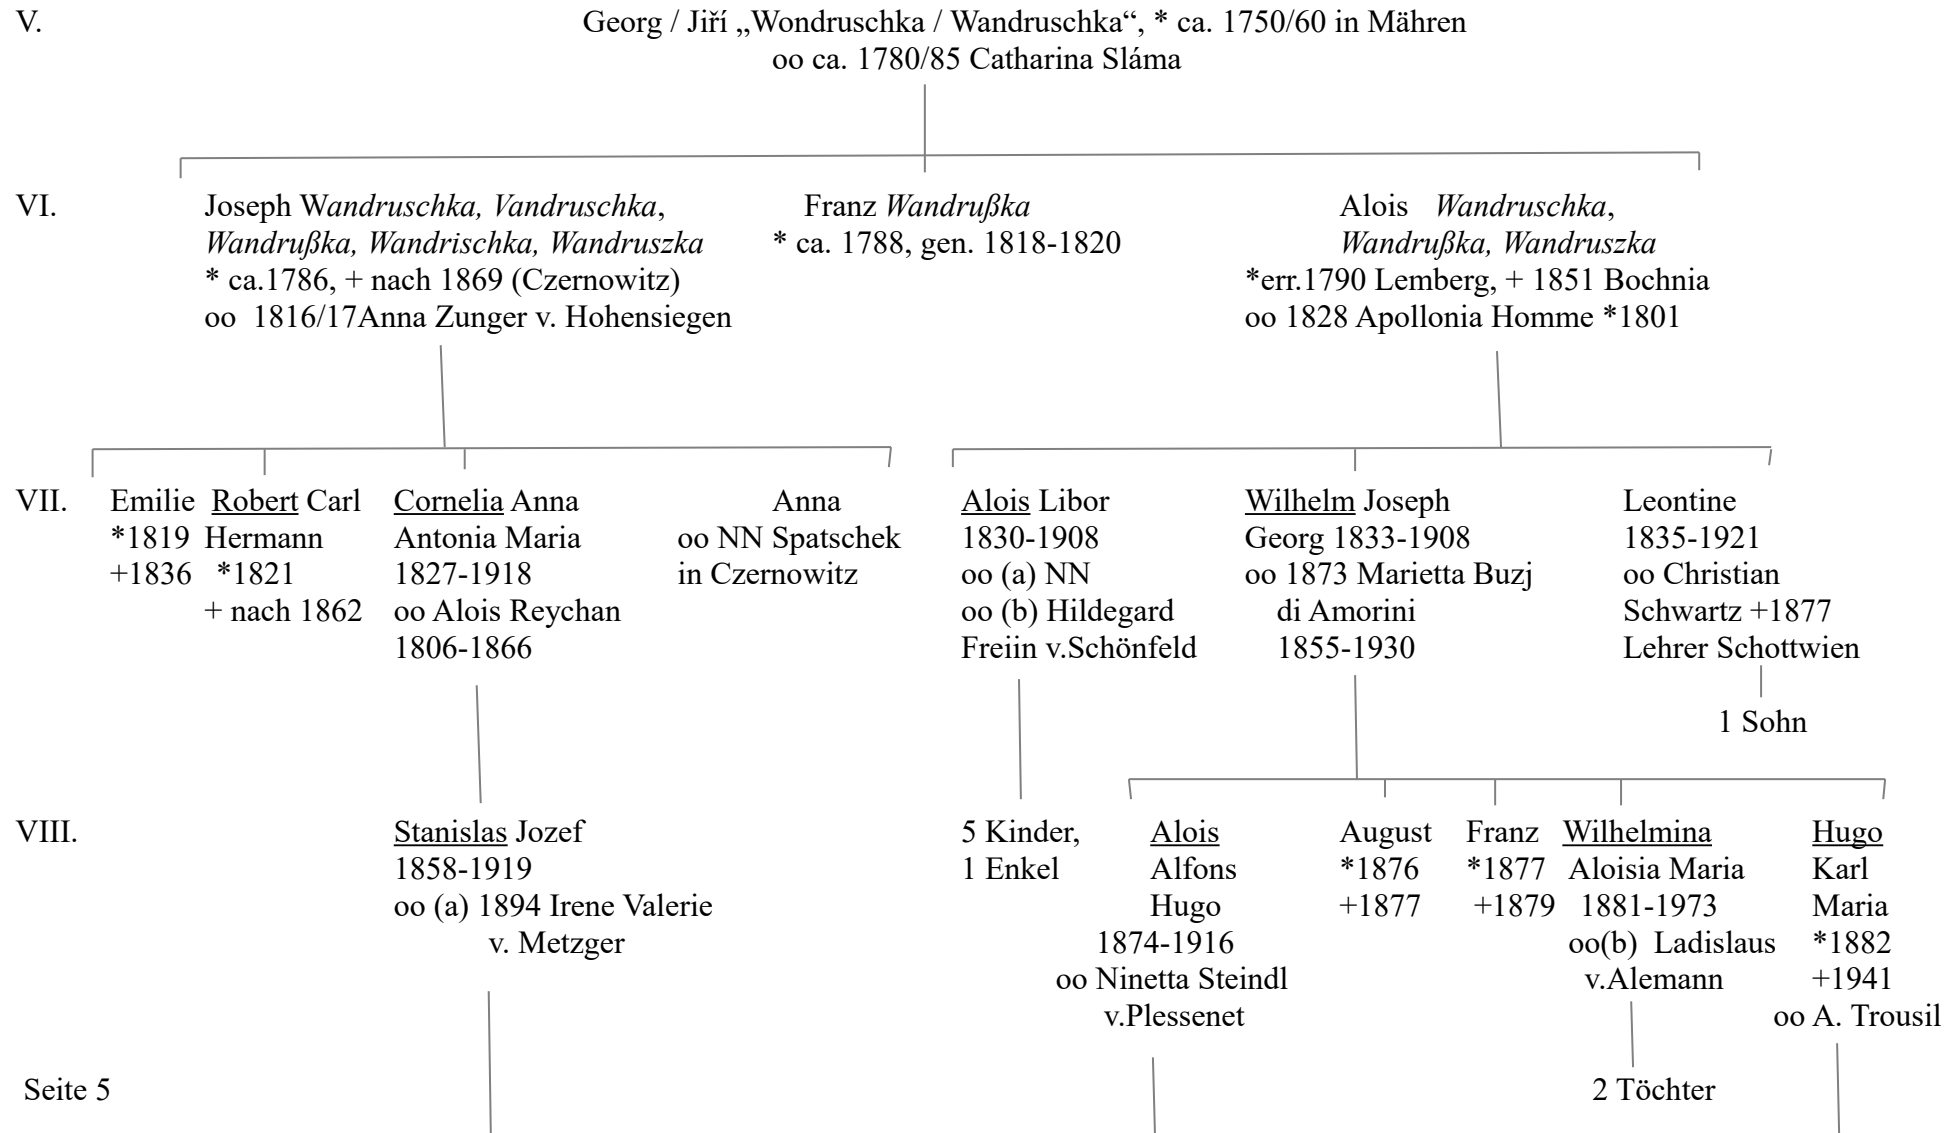 V.
Georg / Jiří „Wondruschka / Wandruschka“, * ca. 1750/60 in Mähren
oo ca. 1780/85 Catharina Sláma
VI.
Joseph Wandruschka, Vandruschka,
Wandrußka, Wandrischka, Wandruszka
* ca.1786, + nach 1869 (Czernowitz)
oo 1816/17Anna Zunger v. Hohensiegen
Franz Wandrußka
* ca. 1788, gen. 1818-1820
Alois Wandruschka,
Wandrußka, Wandruszka
*err.1790 Lemberg, + 1851 Bochnia
oo 1828 Apollonia Homme *1801
VII.
Emilie
*1819
+1836
Robert Carl
Hermann
*1821
+ nach 1862
Cornelia Anna
Antonia Maria
1827-1918
oo Alois Reychan
1806-1866
Anna
oo NN Spatschek
in Czernowitz
Alois Libor
1830-1908
oo (a) NN
oo (b) Hildegard
Freiin v.Schönfeld
Wilhelm Joseph
Georg 1833-1908
oo 1873 Marietta Buzj
di Amorini
1855-1930
Leontine
1835-1921
oo Christian
Schwartz +1877
Lehrer Schottwien
1 Sohn
VIII.
Stanislas Jozef
1858-1919
oo (a) 1894 Irene Valerie
v. Metzger
5 Kinder,
1 Enkel
Alois
Alfons
Hugo
1874-1916
oo Ninetta Steindl
v.Plessenet
August
*1876
+1877
Franz
*1877
+1879
Wilhelmina
Aloisia Maria
1881-1973
oo(b) Ladislaus
v.Alemann
2 Töchter
Hugo
Karl
Maria
*1882
+1941
oo A. Trousil
Seite 5